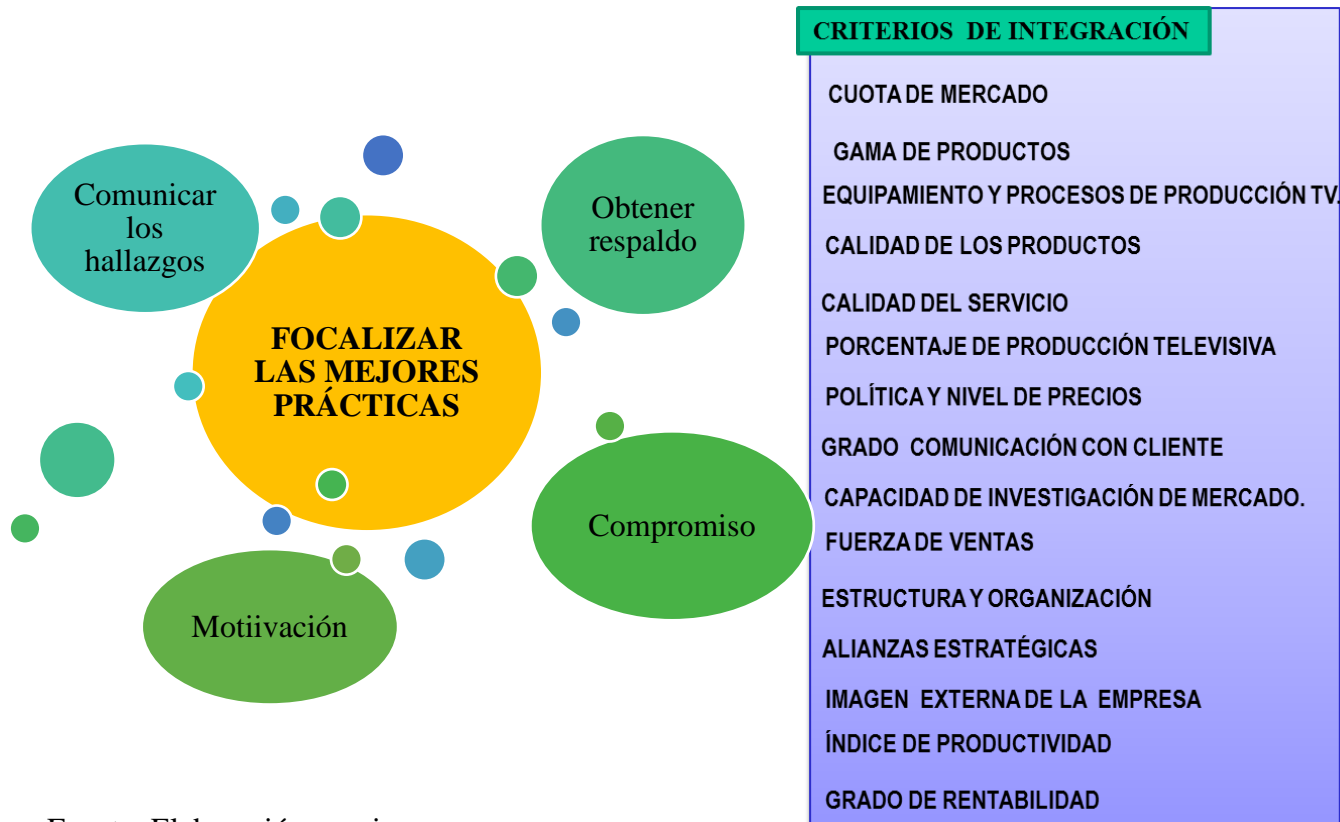 Comunicar
los
hallazgos
Obtener
respaldo
FOCALIZAR
LAS MEJORES
PRÁCTICAS
Compromiso
Motiivación
CRITERIOS DE INTEGRACIÓN
CUOTA DE MERCADO
GAMA DE PRODUCTOS
EQUIPAMIENTO Y PROCESOS DE PRODUCCIÓN TV.
CALIDAD DE LOS PRODUCTOS
CALIDAD DEL SERVICIO
PORCENTAJE DE PRODUCCIÓN TELEVISIVA
POLÍTICA Y NIVEL DE PRECIOS
GRADO COMUNICACIÓN CON CLIENTE
CAPACIDAD DE INVESTIGACIÓN DE MERCADO.
FUERZA DE VENTAS
ESTRUCTURA Y ORGANIZACIÓN
ALIANZAS ESTRATÉGICAS
IMAGEN EXTERNA DE LA EMPRESA
ÍNDICE DE PRODUCTIVIDAD
GRADO DE RENTABILIDAD